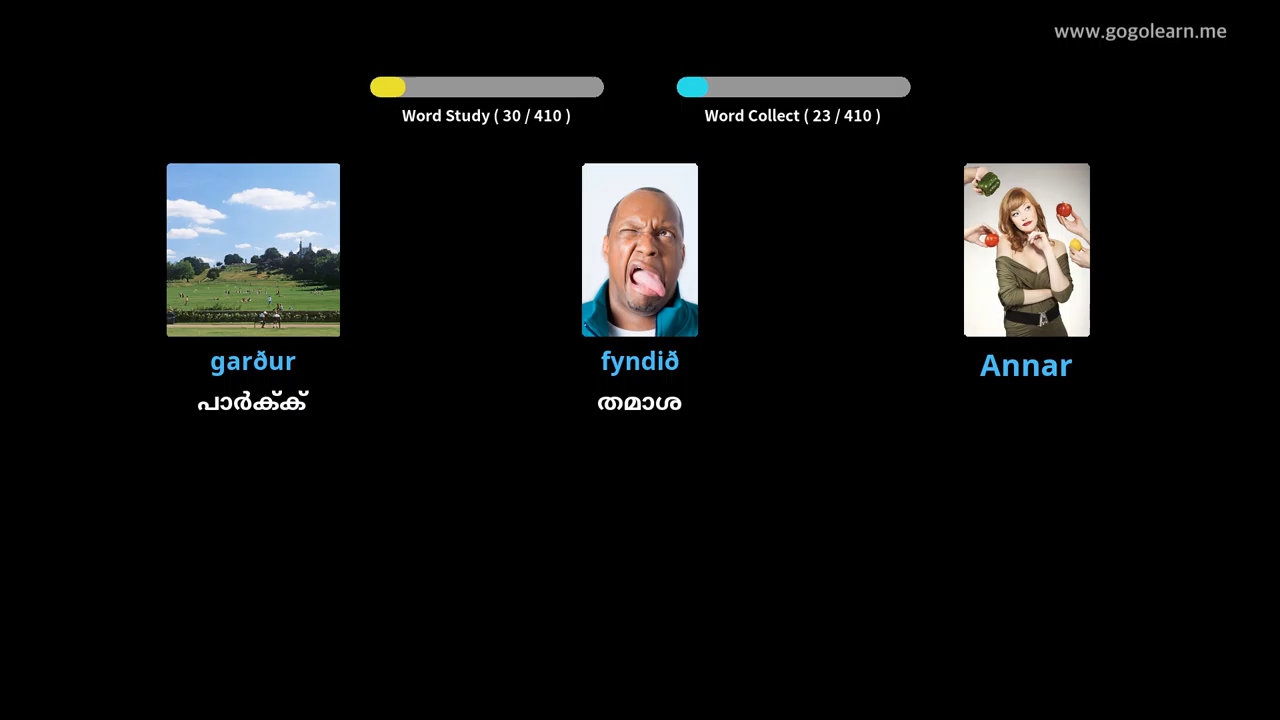 www.gogolearn.me
Word Study ( 30 / 410 )
Word Collect ( 23 / 410 )
garður
പാർക്ക്
fyndið
തമാശ
Annar